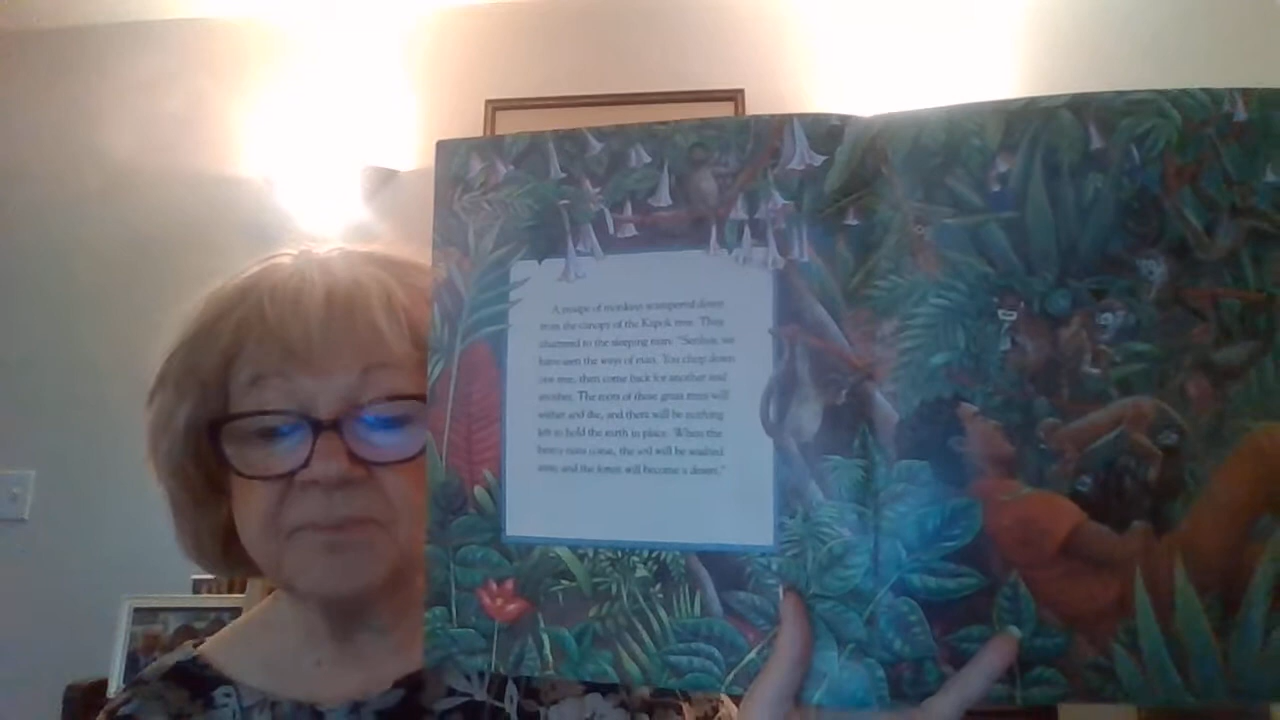 A troupe of monkeys scampered down
from the canopy of the Kapok tree. They
chattered to the sleeping man: "Senhor, we
have seen the ways of man. You chop down
one tree, then come back for another and
another. The roots of these great trees will
wither and die, and there will be nothing
left to hold the earth in place. When the
heavy rains come, the soil will be washed
away and the forest will become a desert."